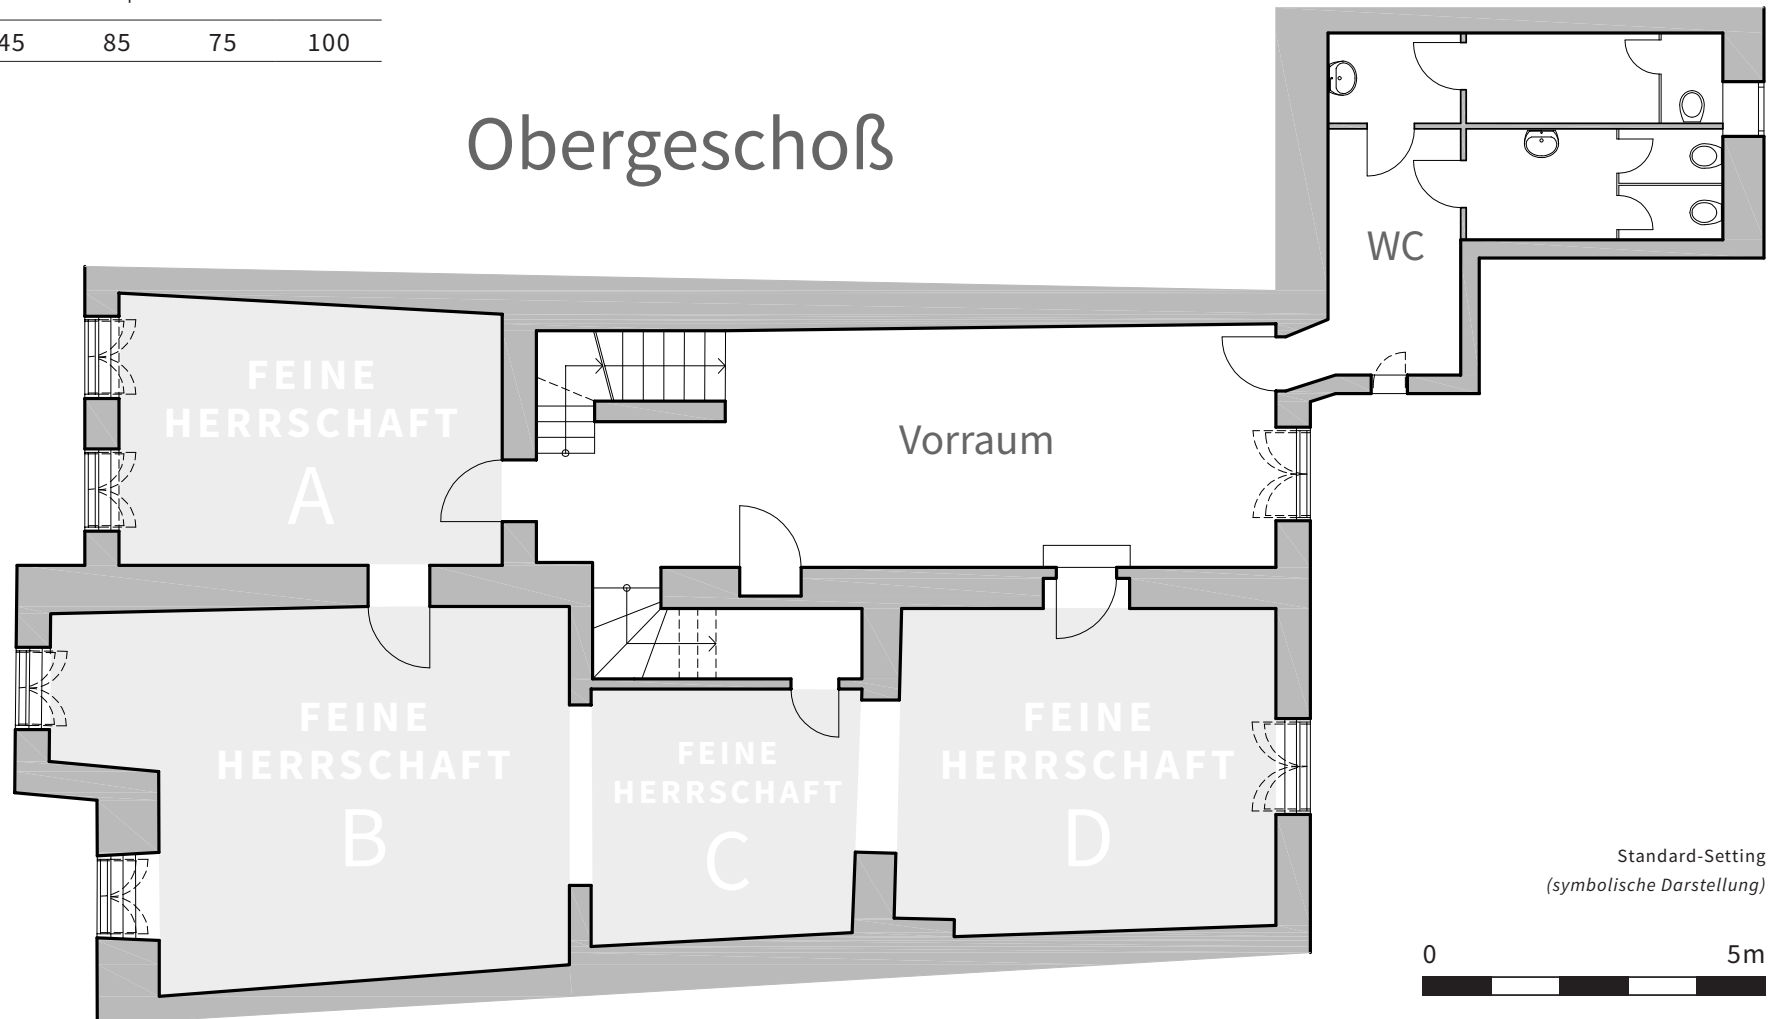 45 85 75 100
Obergeschoß
WC
FEINE
HERRSCHAFT
A
Vorraum
FEINE
HERRSCHAFT
B
FEINE
HERRSCHAFT
C
FEINE
HERRSCHAFT
D
Standard-Setting
(symbolische Darstellung)
0 5m